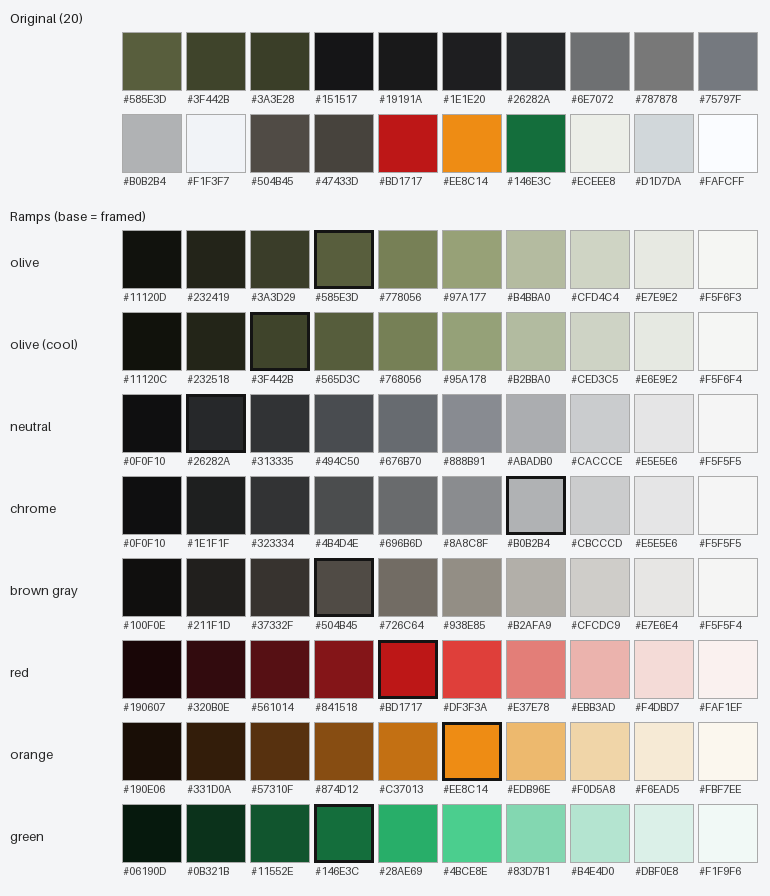 Original (20)
#585E3D #3F442B #3A3E28 #151517 #19191A #1E1E20 #26282A #6E7072 #787878 #75797F
#B0B2B4 #F1F3F7 #504B45 #47433D #BD1717 #EE8C14 #146E3C #ECEEE8 #D1D7DA #FAFCFF
Ramps (base = framed)
olive
#11120D #232419 #3A3D29 #585E3D #778056 #97A177 #B4BBA0 #CFD4C4 #E7E9E2 #F5F6F3
olive (cool)
#11120C #232518 #3F442B #565D3C #768056 #95A178 #B2BBA0 #CED3C5 #E6E9E2 #F5F6F4
neutral
#0F0F10 #26282A #313335 #494C50 #676B70 #888B91 #ABADB0 #CACCCE #E5E5E6 #F5F5F5
chrome
#0F0F10 #1E1F1F #323334 #4B4D4E #696B6D #8A8C8F #B0B2B4 #CBCCCD #E5E5E6 #F5F5F5
brown gray
#100F0E #211F1D #37332F #504B45 #726C64 #938E85 #B2AFA9 #CFCDC9 #E7E6E4 #F5F5F4
red
#190607 #320B0E #561014 #841518 #BD1717 #DF3F3A #E37E78 #EBB3AD #F4DBD7 #FAF1EF
orange
#190E06 #331D0A #57310F #874D12 #C37013 #EE8C14 #EDB96E #F0D5A8 #F6EAD5 #FBF7EE
green
#06190D #0B321B #11552E #146E3C #28AE69 #4BCE8E #83D7B1 #B4E4D0 #DBF0E8 #F1F9F6